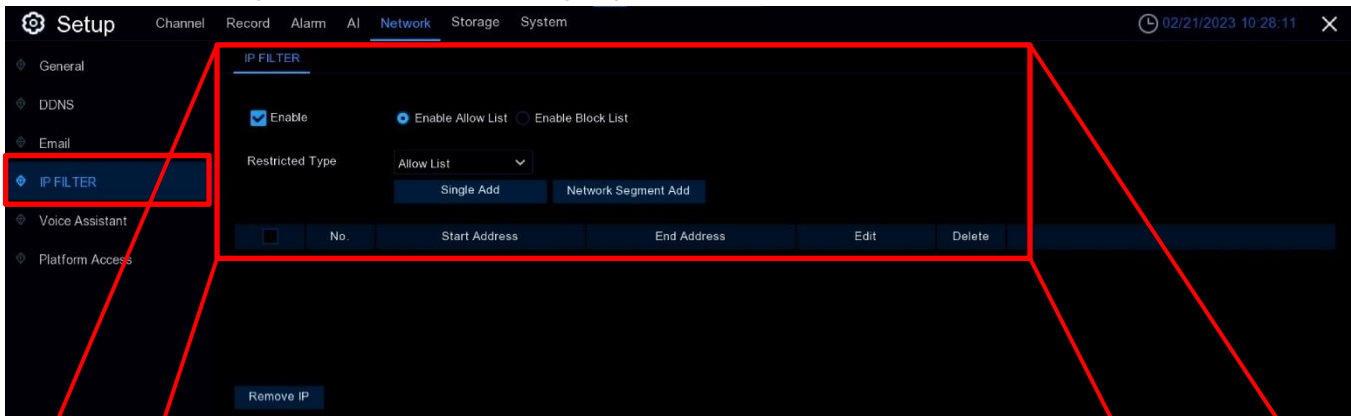 Setup Channel Record Alarm AI Network Storage System 02/21/2023 10:28:11
General
IP FILTER
DDNS
Enable Enable Allow List Enable Block List
Email
Restricted Type Allow List
IP FILTER
Single Add Network Segment Add
Voice Assistant
No. Start Address End Address Edit Delete
Platform Access
Remove IP